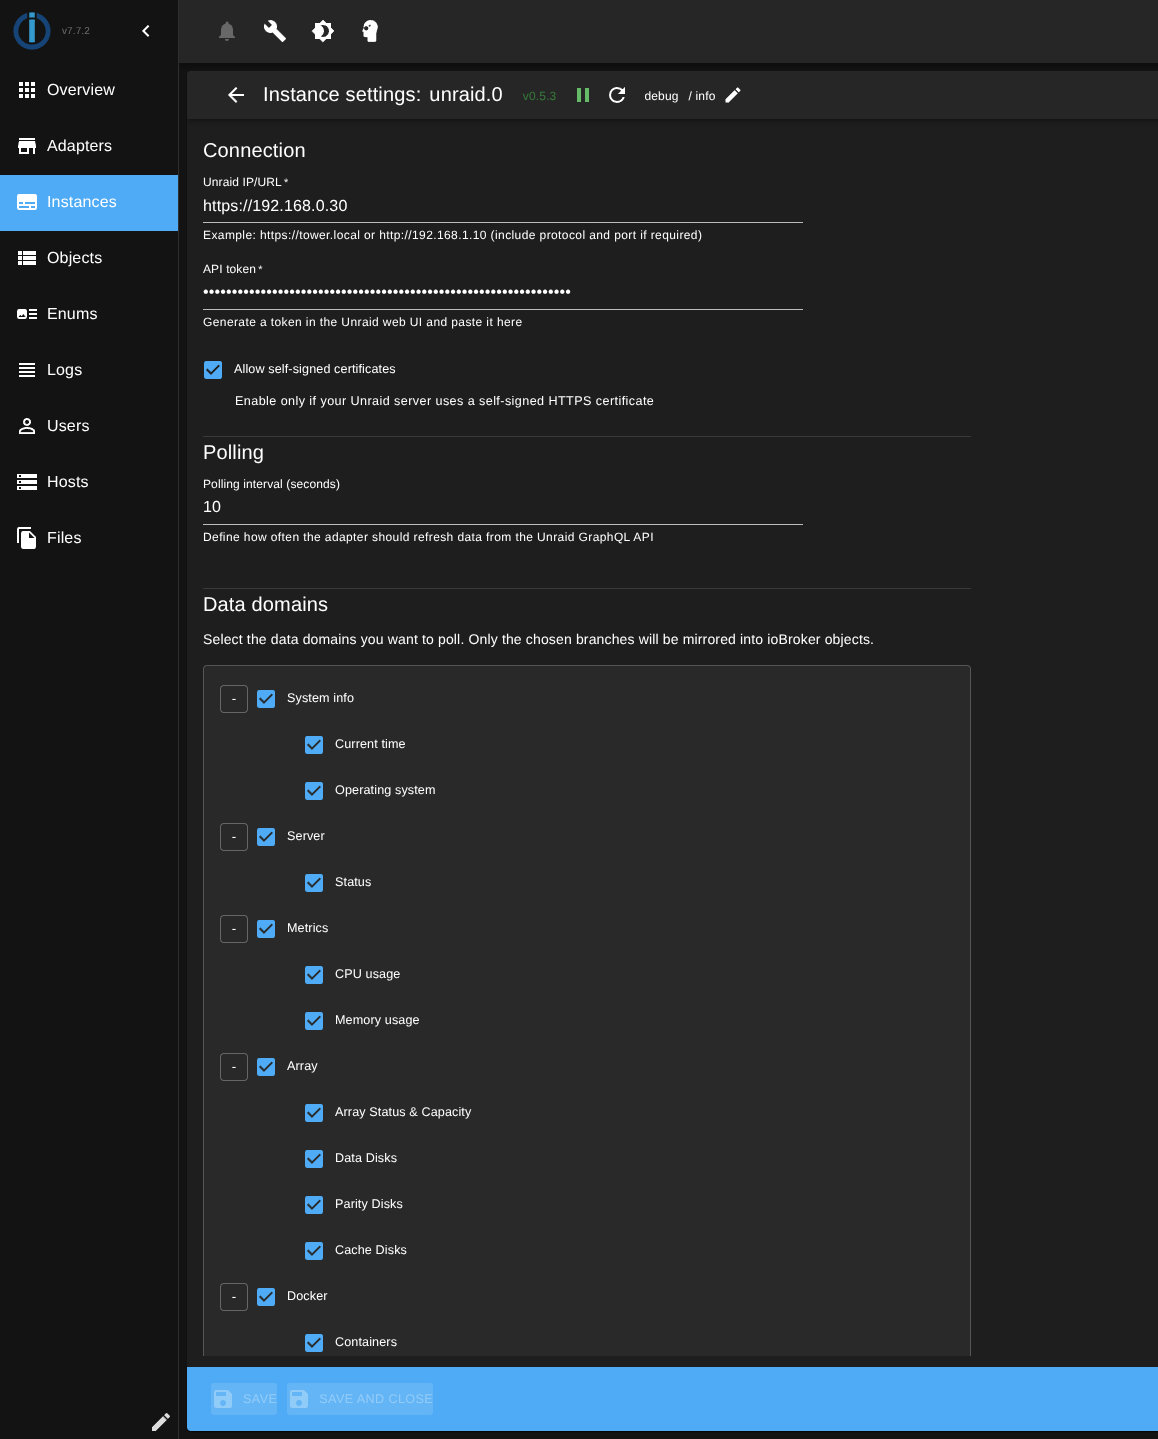 v7.7.2
Overview
Adapters
Instances
Objects
Enums
Logs
Users
Hosts
Files
Instance settings: unraid.0 v0.5.3 debug / info
Connection
Unraid IP/URL *
https://192.168.0.30
Example: https://tower.local or http://192.168.1.10 (include protocol and port if required)
API token *
••••••••••••••••••••••••••••••••••••••••••••••••••••••••••••••••
Generate a token in the Unraid web UI and paste it here
Allow self-signed certificates
Enable only if your Unraid server uses a self-signed HTTPS certificate
Polling
Polling interval (seconds)
10
Define how often the adapter should refresh data from the Unraid GraphQL API
Data domains
Select the data domains you want to poll. Only the chosen branches will be mirrored into ioBroker objects.
- System info
Current time
Operating system
- Server
Status
- Metrics
CPU usage
Memory usage
- Array
Array Status & Capacity
Data Disks
Parity Disks
Cache Disks
- Docker
Containers
SAVE SAVE AND CLOSE